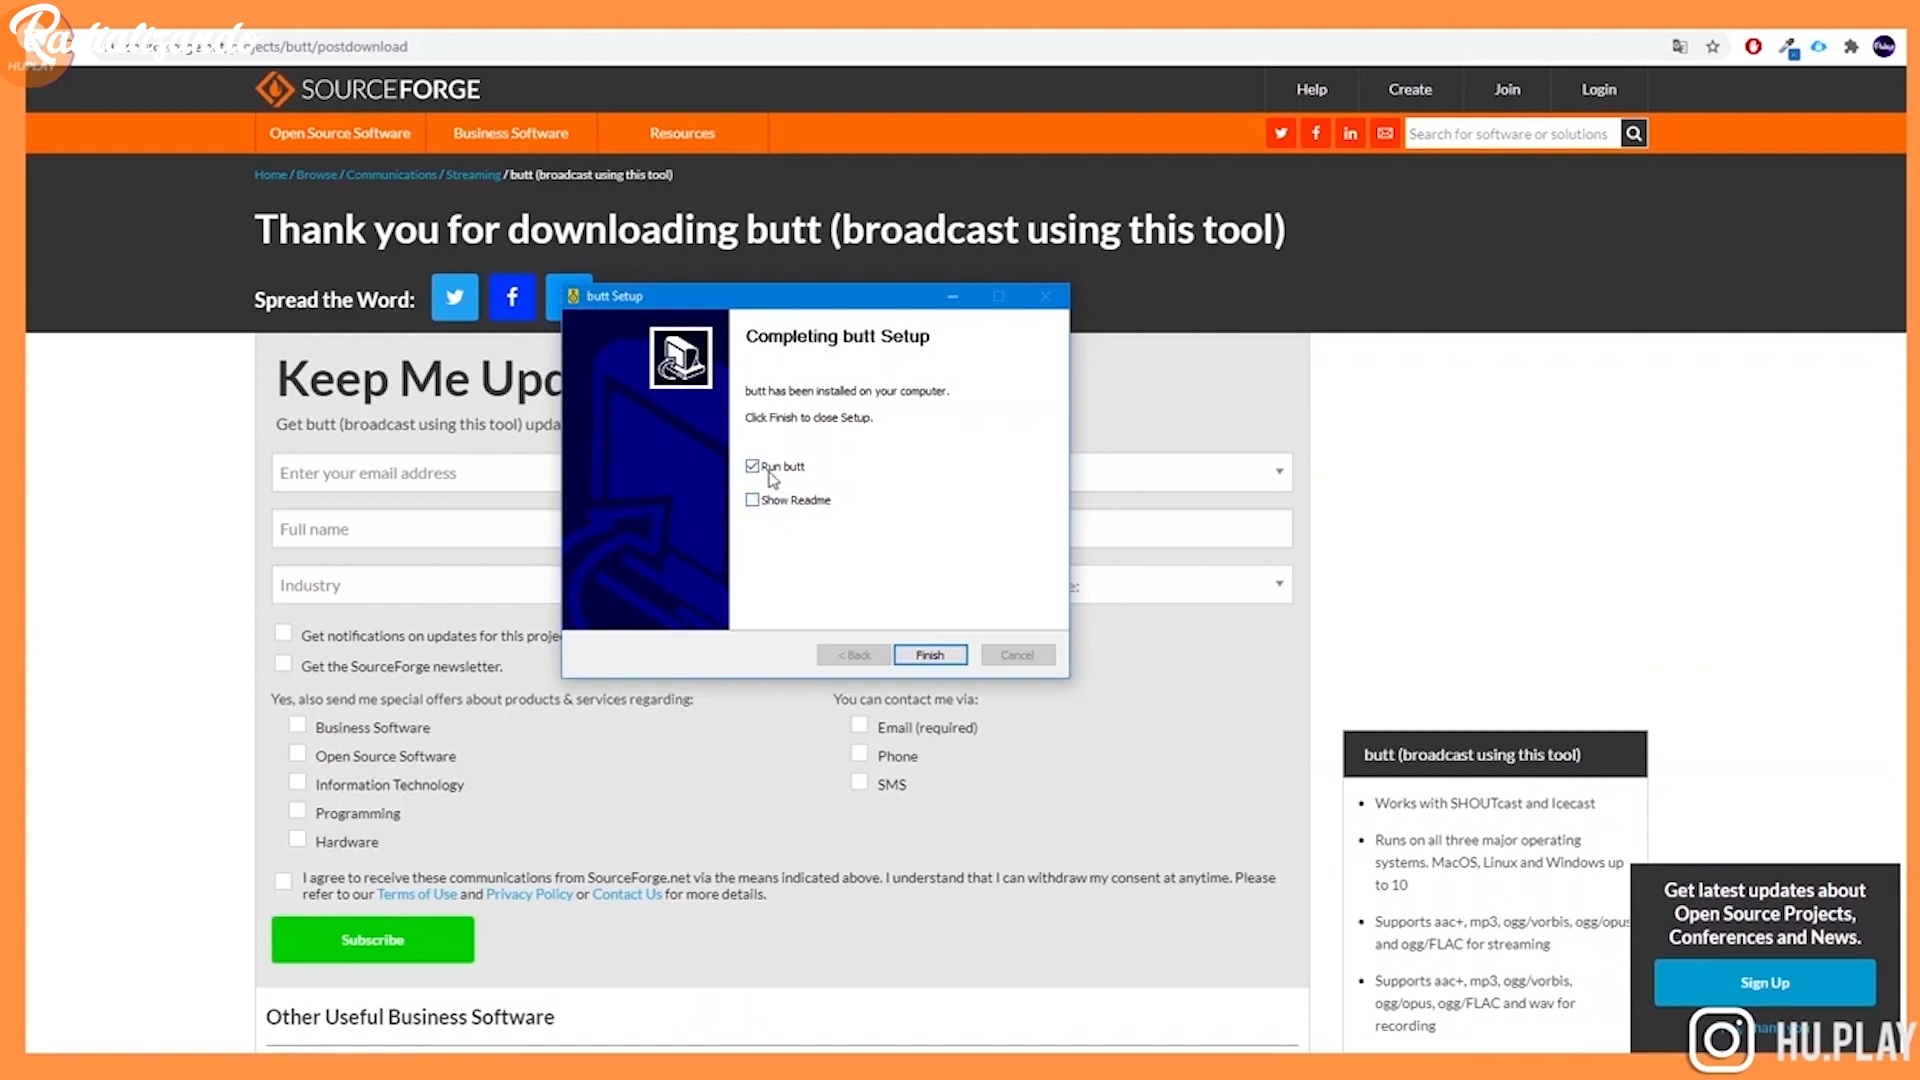 Radializando
HUPLAY
ects/butt/postdownload
SOURCEFORGE
Help
Create
Join
Login
Open Source Software
Business Software
Resources
Search for software or solutions
Home / Browse / Communications / Streaming / butt (broadcast using this tool)
Thank you for downloading butt (broadcast using this tool)
Spread the Word:
butt Setup
Completing butt Setup
butt has been installed on your computer.
Click Finish to close Setup.
Run butt
Show Readme
< Back
Finish
Cancel
Keep Me Upd
Get butt (broadcast using this tool) upda
Enter your email address
Full name
Industry
e:
Get notifications on updates for this proje
Get the SourceForge newsletter.
Yes, also send me special offers about products & services regarding:
Business Software
Open Source Software
Information Technology
Programming
Hardware
You can contact me via:
Email (required)
Phone
SMS
I agree to receive these communications from SourceForge.net via the means indicated above. I understand that I can withdraw my consent at anytime. Please
refer to our Terms of Use and Privacy Policy or Contact Us for more details.
Subscribe
Other Useful Business Software
butt (broadcast using this tool)
• Works with SHOUTcast and Icecast
• Runs on all three major operating
systems. MacOS, Linux and Windows up
to 10
• Supports aac+, mp3, ogg/vorbis, ogg/opus
and ogg/FLAC for streaming
• Supports aac+, mp3, ogg/vorbis,
ogg/opus, ogg/FLAC and wav for
recording
Get latest updates about
Open Source Projects,
Conferences and News.
Sign Up
HU.PLAY